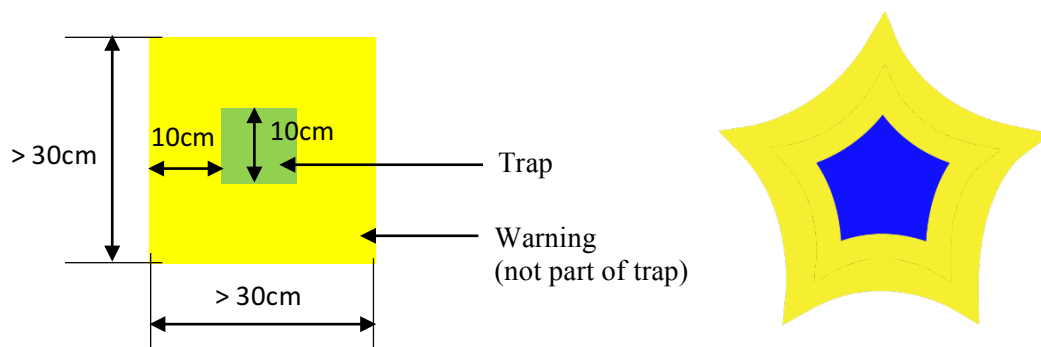 10cm
10cm
> 30cm
Trap
Warning
(not part of trap)
> 30cm